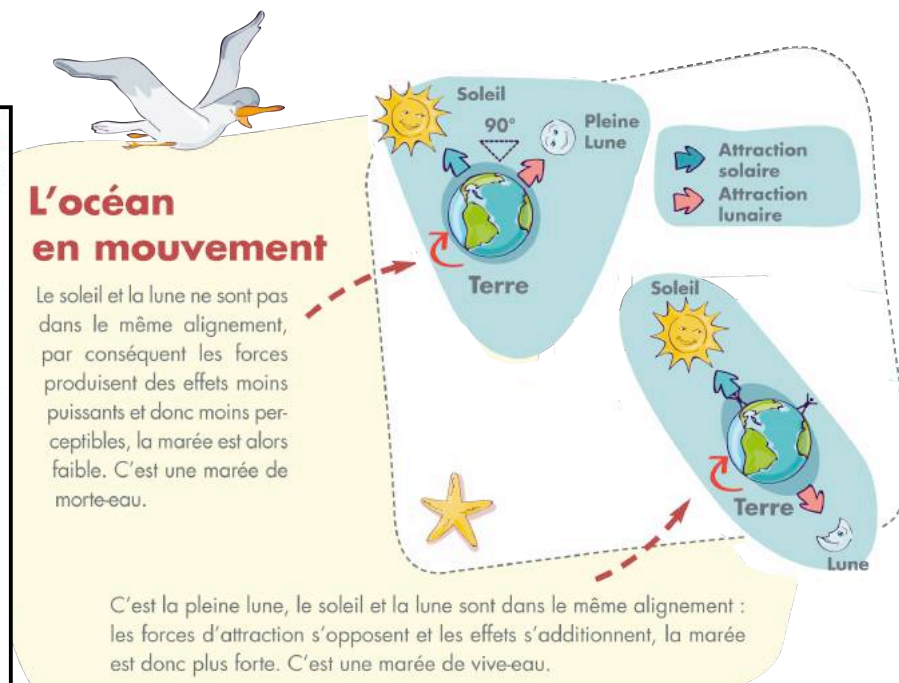 Soleil
90°
Pleine
Lune
Attraction
solaire
Attraction
lunaire
Terre
L'océan
en mouvement
Le soleil et la lune ne sont pas
dans le même alignement,
par conséquent les forces
produisent des effets moins
puissants et donc moins per-
ceptibles, la marée est alors
faible. C'est une marée de
morte-eau.
Soleil
Terre
Lune
C'est la pleine lune, le soleil et la lune sont dans le même alignement :
les forces d'attraction s'opposent et les effets s'additionnent, la marée
est donc plus forte. C'est une marée de vive-eau.